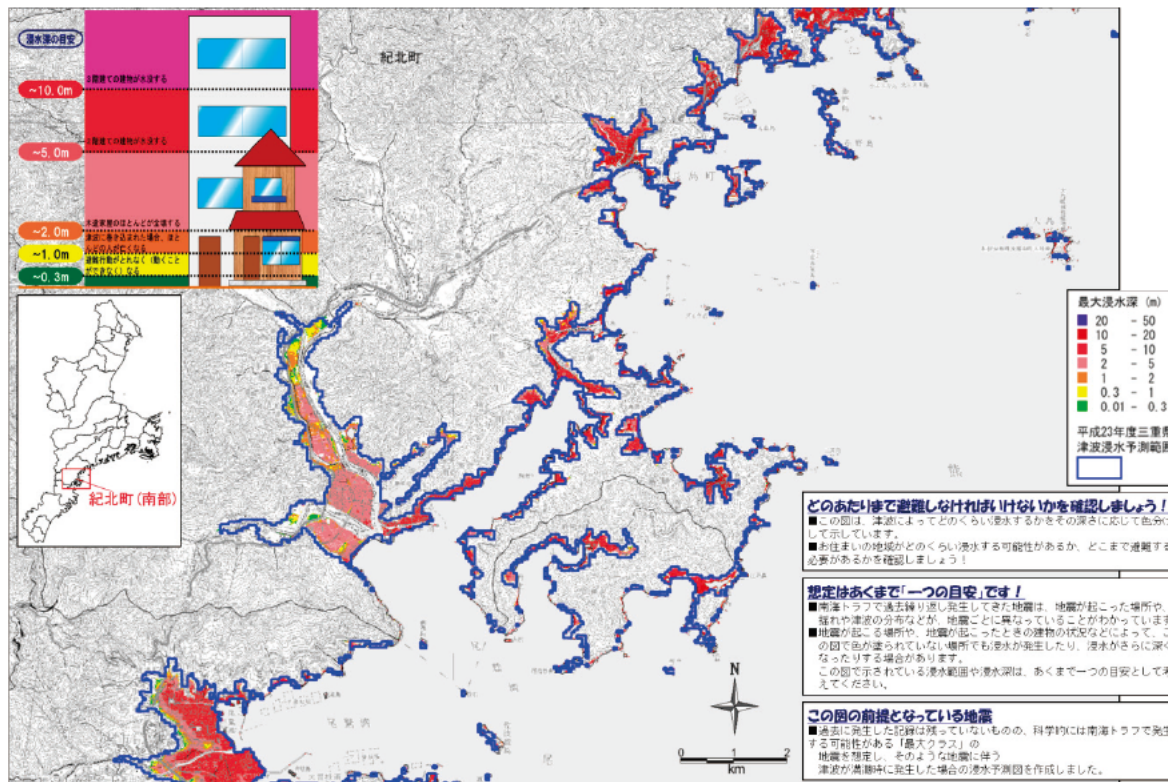 浸水深の目安
3階建ての建物が水没する
~10.0m
2階建ての建物が水没する
~5.0m
木造家屋のほとんどが全壊する
~2.0m
津波に巻き込まれた場合、ほと
んどの人が亡くなる
~1.0m
避難行動がとれなく(動くこと
ができなく)なる
~0.3m
紀北町
紀北町(南部)
最大浸水深 (m)
20 - 50
10 - 20
5 - 10
2 - 5
1 - 2
0.3 - 1
0.01 - 0.3
平成23年度三重県
津波浸水予測範囲
どのあたりまで避難しなければいけないかを確認しましょう!
■この図は、津波によってどのくらい浸水するかをその深さに応じて色分け
して示しています。
■お住まいの地域がどのくらい浸水する可能性があるか、どこまで避難する
必要があるかを確認しましょう!
想定はあくまで「一つの目安」です!
■南海トラフで過去繰り返し発生してきた地震は、地震が起こった場所や、
揺れや津波の分布などが、地震ごとに異なっていることがわかっています
■地震が起こる場所や、地震が起こったときの建物の状況などによって、
の図で色が塗られていない場所でも浸水が発生したり、浸水がさらに深く
なったりする場合があります。
この図で示されている浸水範囲や浸水深は、あくまで一つの目安として
えてください。
この図の前提となっている地震
■過去に発生した記録は残っていないものの、科学的には南海トラフで発生
する可能性がある「最大クラス」の
地震を想定し、そのような地震に伴う
津波が満潮時に発生した場合の浸水予測図を作成しました。
N
0 1 2
km
尾鷲湾